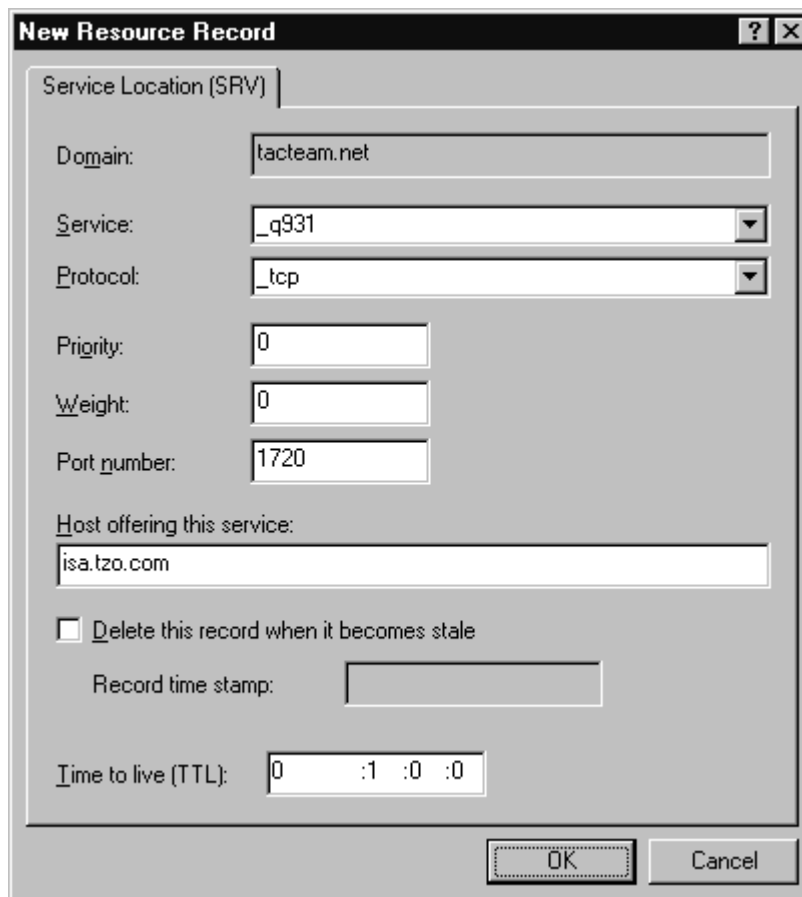 New Resource Record
Service Location (SRV)
Domain: tacteam.net
Service: _q931
Protocol: _tcp
Priority: 0
Weight: 0
Port number: 1720
Host offering this service:
isa.tzo.com
Delete this record when it becomes stale
Record time stamp:
Time to live (TTL): 0 :1 :0 :0
OK Cancel